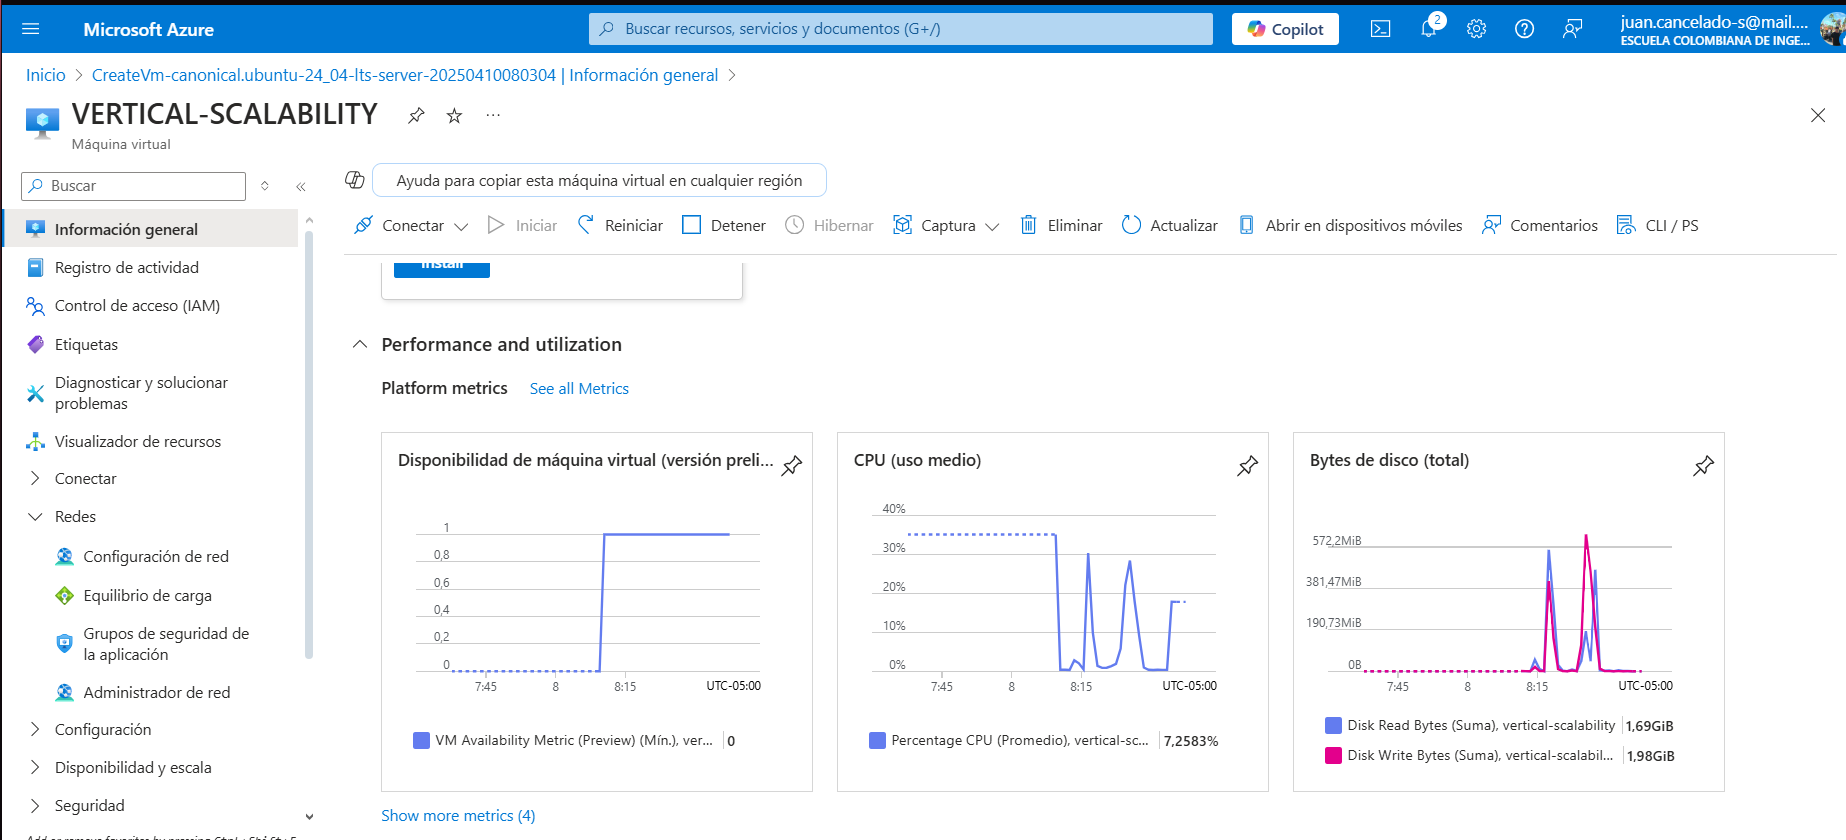 Microsoft Azure
Buscar recursos, servicios y documentos (G+/)
Copilot
2
juan.cancelado-s@mail....
ESCUELA COLOMBIANA DE INGE...
Inicio > CreateVm-canonical.ubuntu-24_04-lts-server-20250410080304 | Información general >
VERTICAL-SCALABILITY
Máquina virtual
Buscar
Información general
Registro de actividad
Control de acceso (IAM)
Etiquetas
Diagnosticar y solucionar
problemas
Visualizador de recursos
Conectar
Redes
Configuración de red
Equilibrio de carga
Grupos de seguridad de
la aplicación
Administrador de red
Configuración
Disponibilidad y escala
Seguridad
Ayuda para copiar esta máquina virtual en cualquier región
Conectar
Iniciar
Reiniciar
Detener
Hibernar
Captura
Eliminar
Actualizar
Abrir en dispositivos móviles
Comentarios
CLI / PS
Install
Performance and utilization
Platform metrics
See all Metrics
Disponibilidad de máquina virtual (versión preli...
1
0,8
0,6
0,4
0,2
0
7:45
8
8:15
UTC-05:00
VM Availability Metric (Preview) (Mín.), ver...
0
CPU (uso medio)
40%
30%
20%
10%
0%
7:45
8
8:15
UTC-05:00
Percentage CPU (Promedio), vertical-sc...
7,2583%
Bytes de disco (total)
572,2MiB
381,47MiB
190,73MiB
0B
7:45
8
8:15
UTC-05:00
Disk Read Bytes (Suma), vertical-scalability
1,69GiB
Disk Write Bytes (Suma), vertical-scalabil...
1,98GiB
Show more metrics (4)